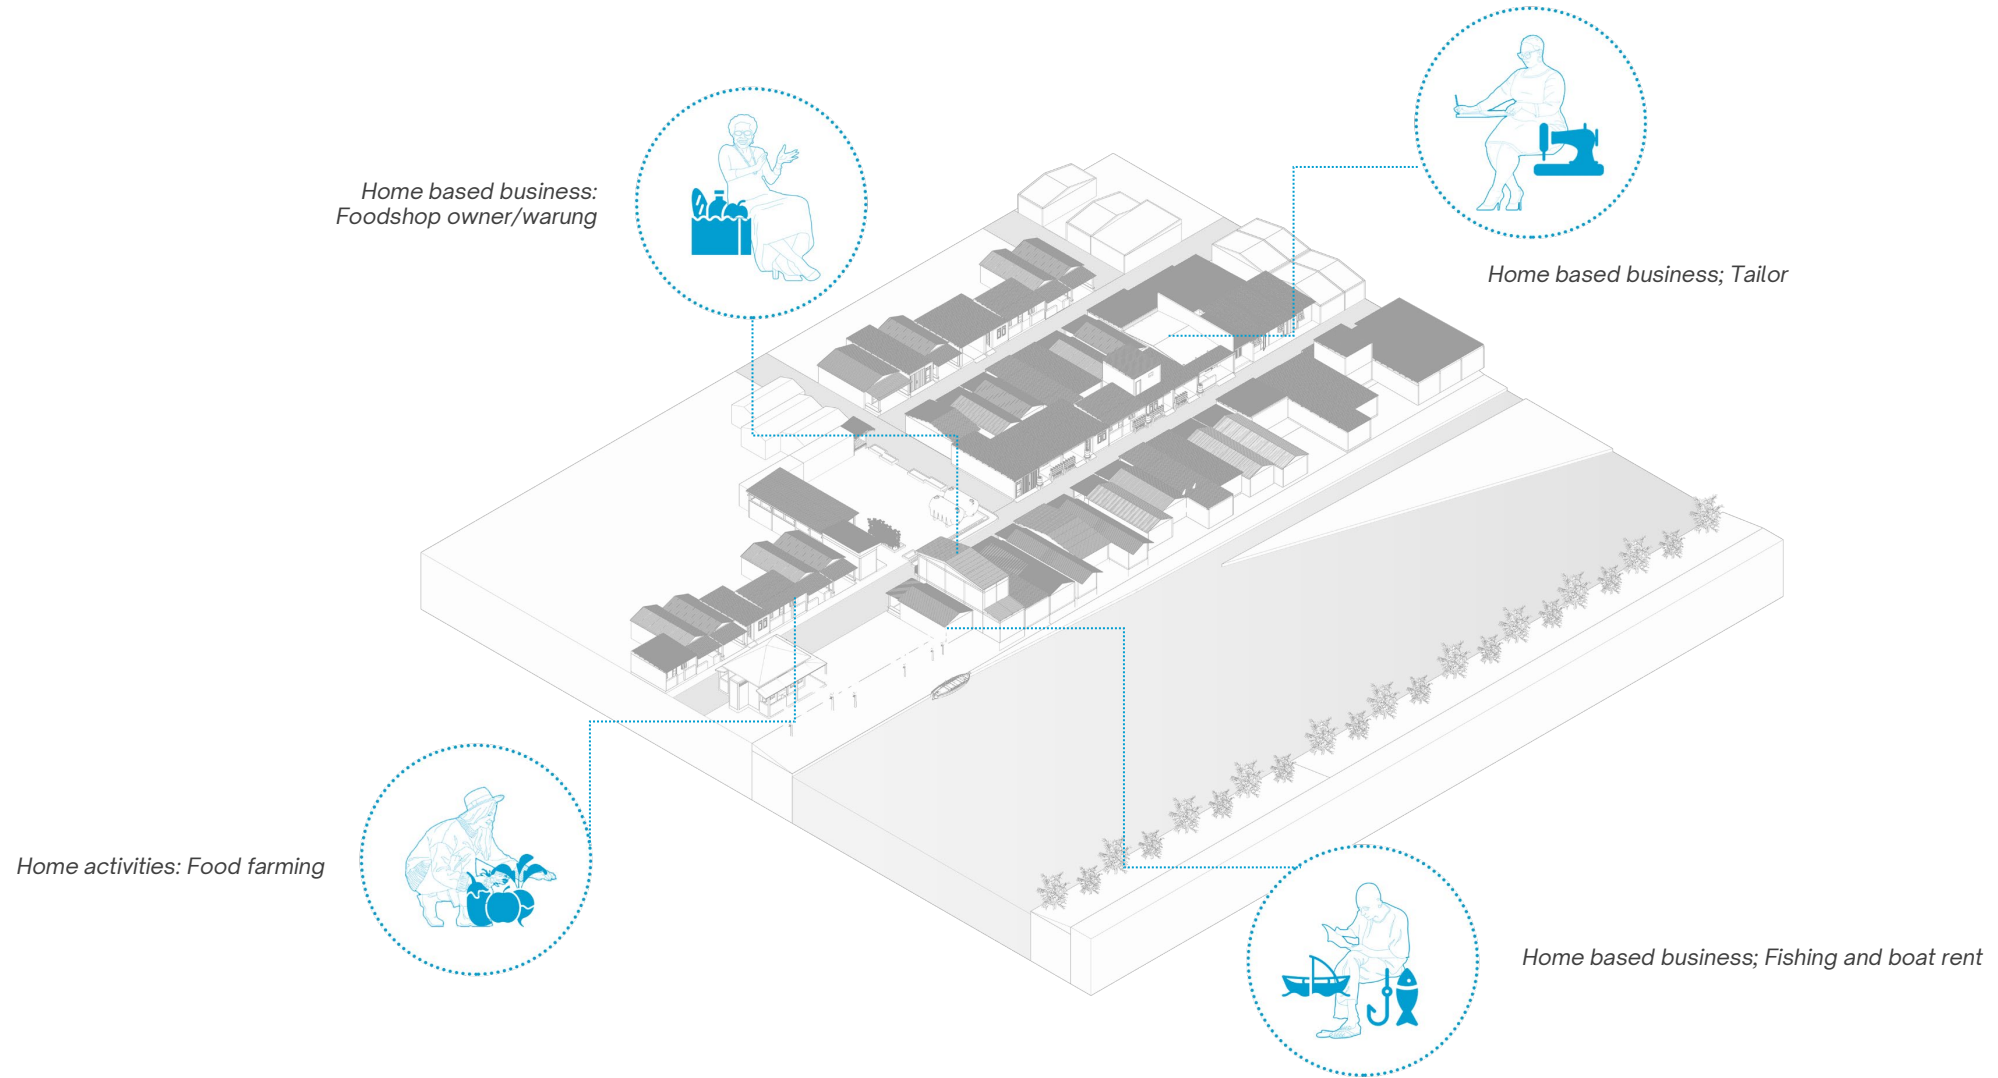 Home based business:
Foodshop owner/warung
Home based business; Tailor
Home activities: Food farming
Home based business; Fishing and boat rent